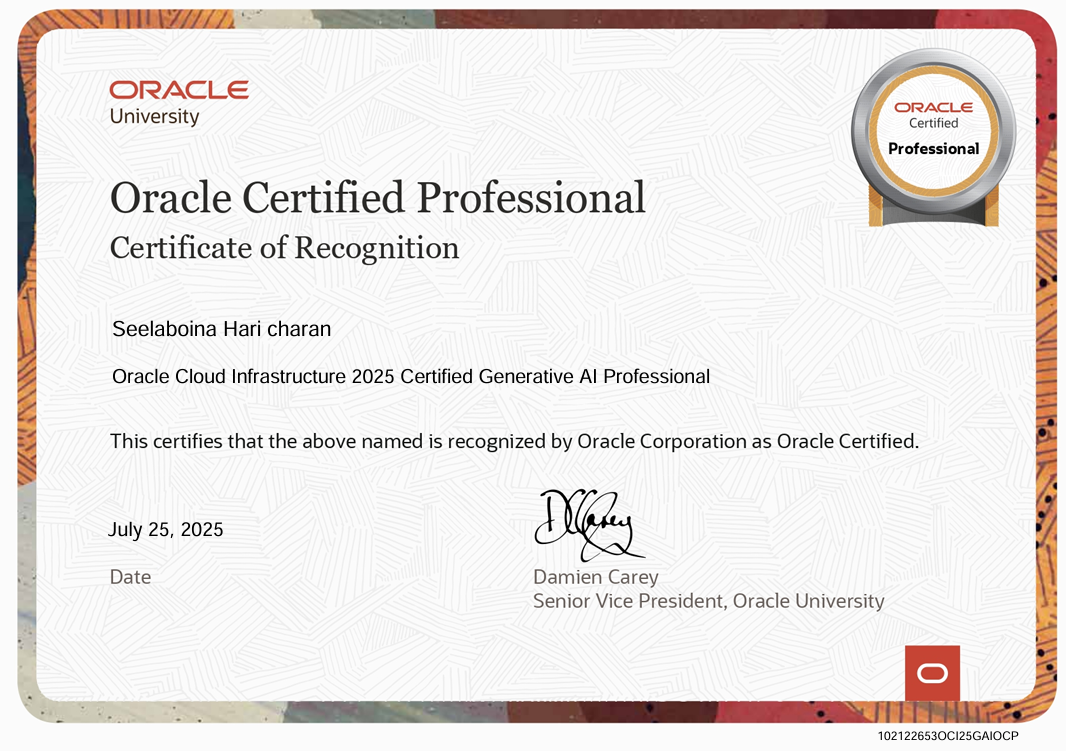 ORACLE
University
ORACLE
Certified
Professional
Oracle Certified Professional
Certificate of Recognition
Seelaboina Hari charan
Oracle Cloud Infrastructure 2025 Certified Generative AI Professional
This certifies that the above named is recognized by Oracle Corporation as Oracle Certified.
DCarey
July 25, 2025
Date
Damien Carey
Senior Vice President, Oracle University
102122653OCI25GAIOCP